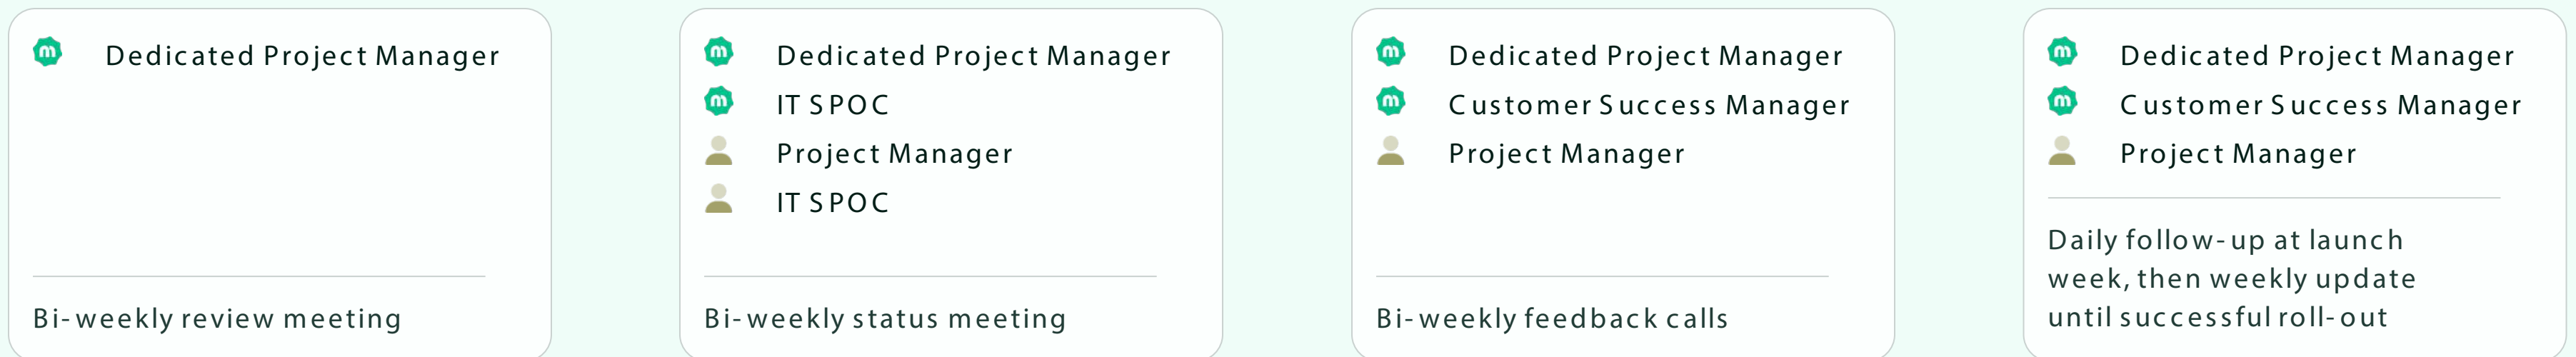 Dedicated Project Manager
Bi-weekly review meeting
Dedicated Project Manager
IT SPOC
Project Manager
IT SPOC
Bi-weekly status meeting
Dedicated Project Manager
Customer Success Manager
Project Manager
Bi-weekly feedback calls
Dedicated Project Manager
Customer Success Manager
Project Manager
Daily follow-up at launch
week, then weekly update
until successful roll-out